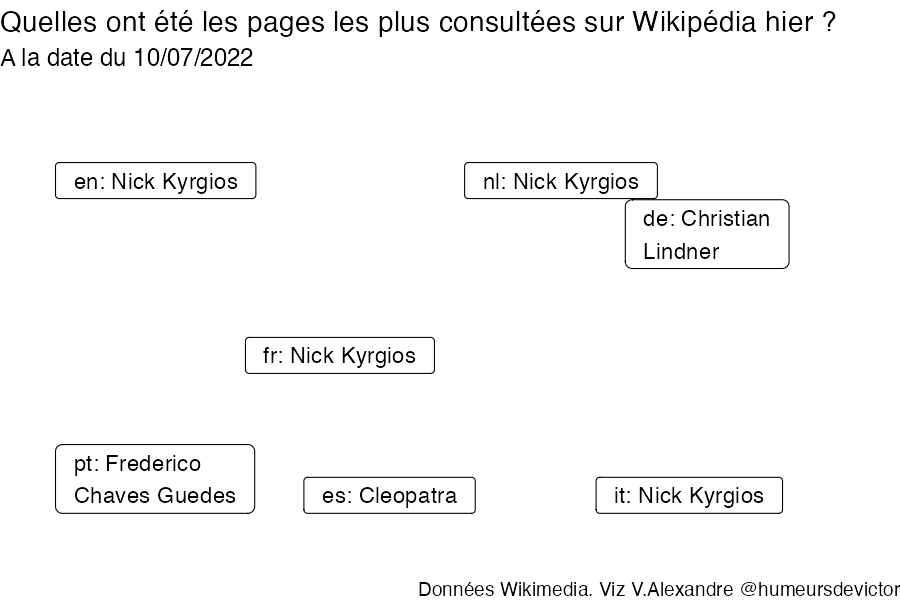 Quelles ont été les pages les plus consultées sur Wikipédia hier ?
A la date du 10/07/2022
en: Nick Kyrgios
nl: Nick Kyrgios
de: Christian
Lindner
fr: Nick Kyrgios
pt: Frederico
Chaves Guedes
es: Cleopatra
it: Nick Kyrgios
Données Wikimedia. Viz V.Alexandre @humeursdevictor